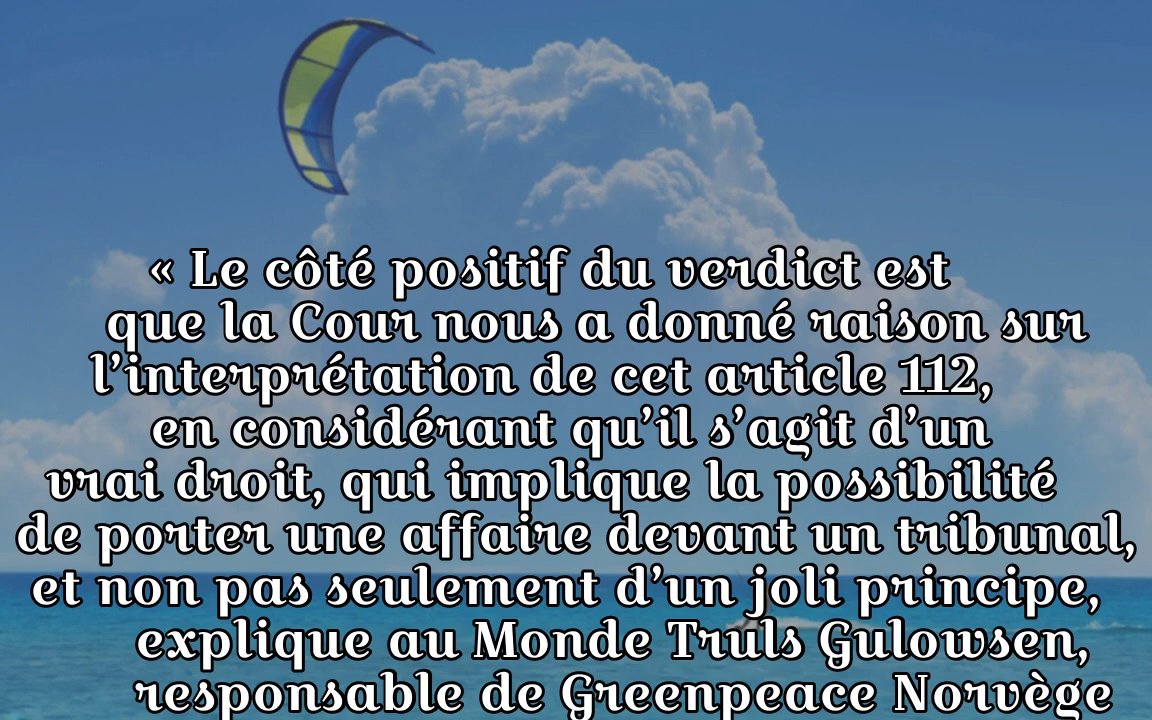 « Le côté positif du verdict est
que la Cour nous a donné raison sur
l’interprétation de cet article 112,
en considérant qu’il s’agit d’un
vrai droit, qui implique la possibilité
de porter une affaire devant un tribunal,
et non pas seulement d’un joli principe,
explique au Monde Truls Gulowsen,
responsable de Greenpeace Norvège